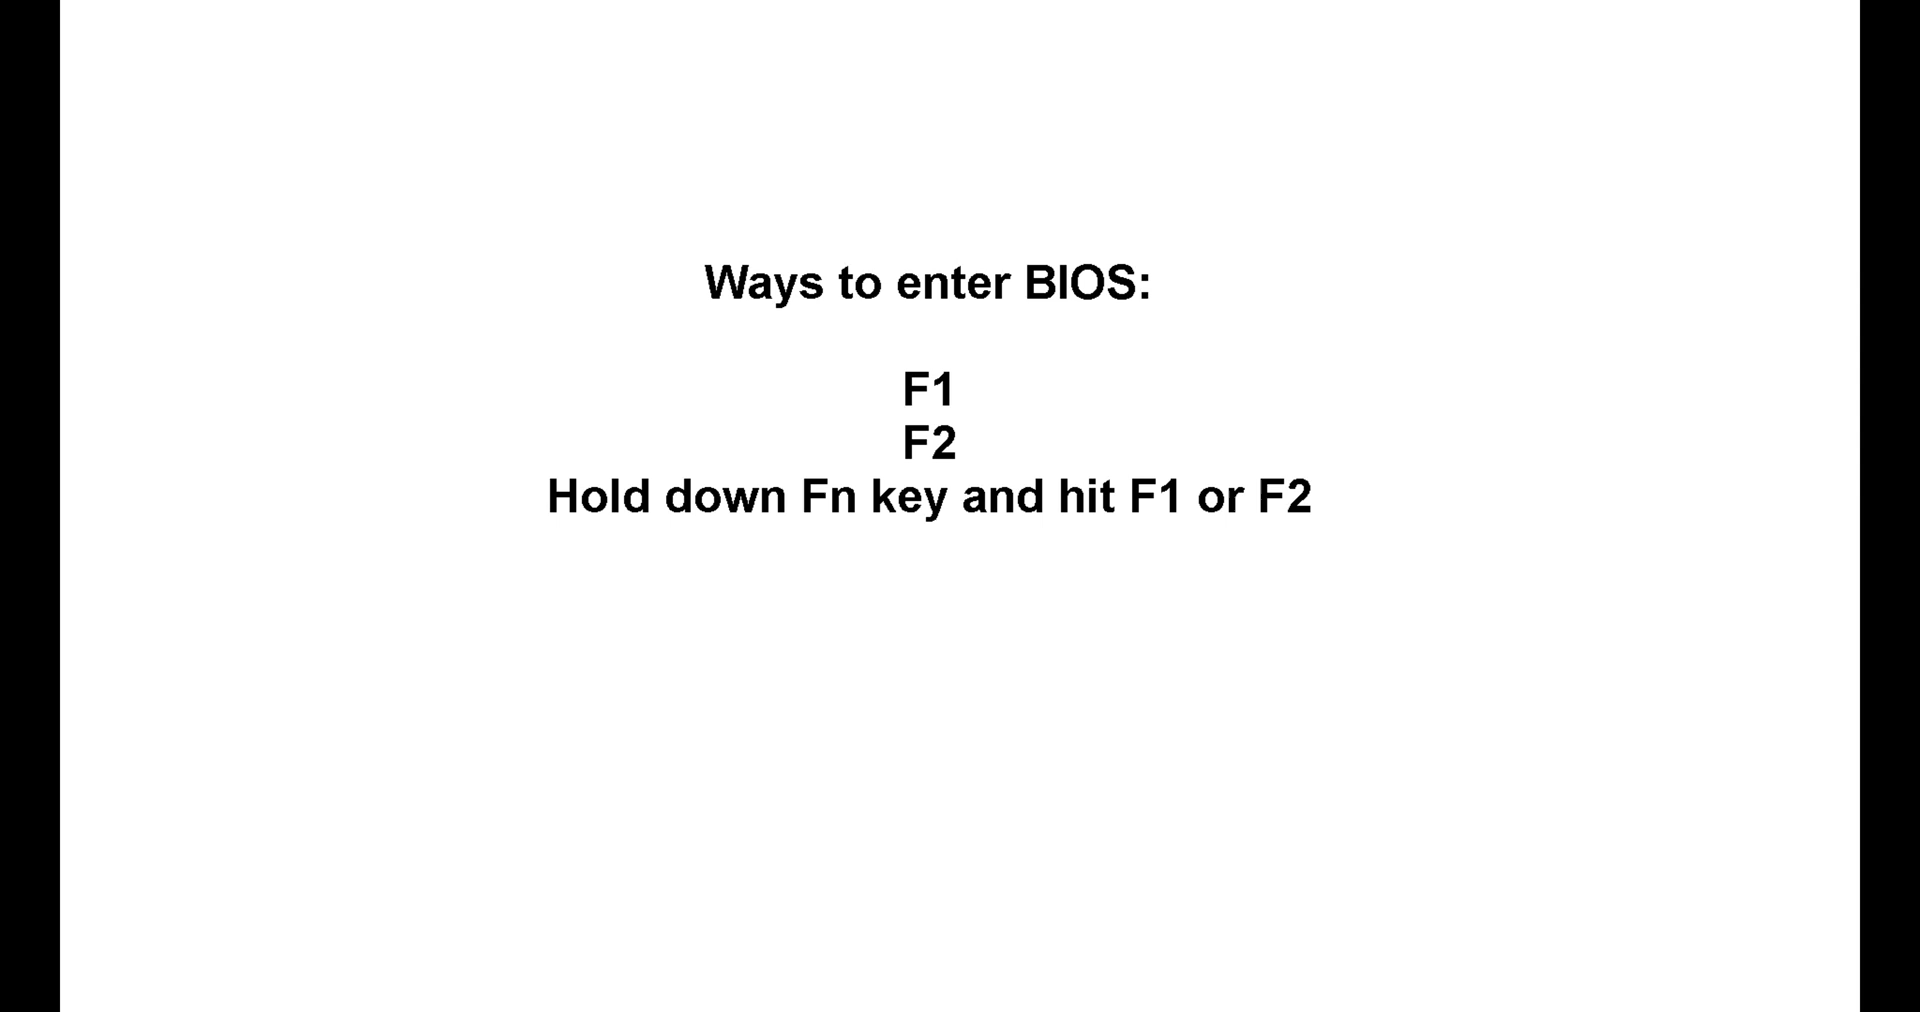 Ways to enter BIOS:
F1
F2
Hold down Fn key and hit F1 or F2